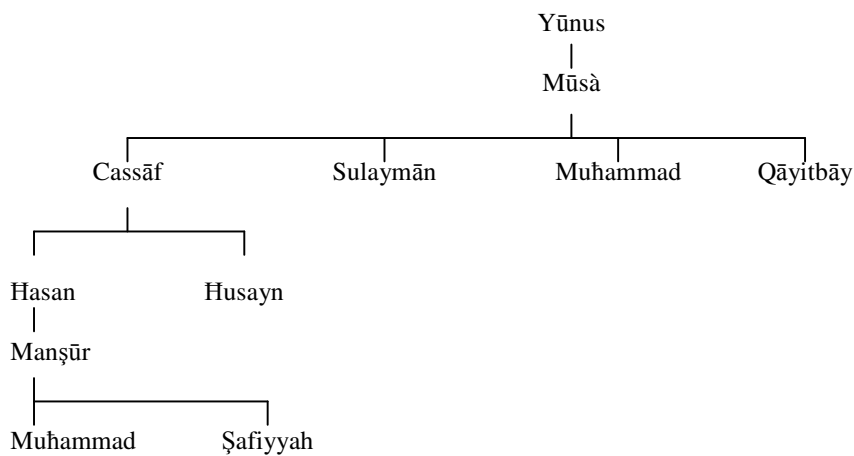 Yūnus
Mūsà
Cassāf Sulaymān Muħammad Qāyitbāy
Ħasan Ħusayn
Manşūr
Muħammad Şafiyyah